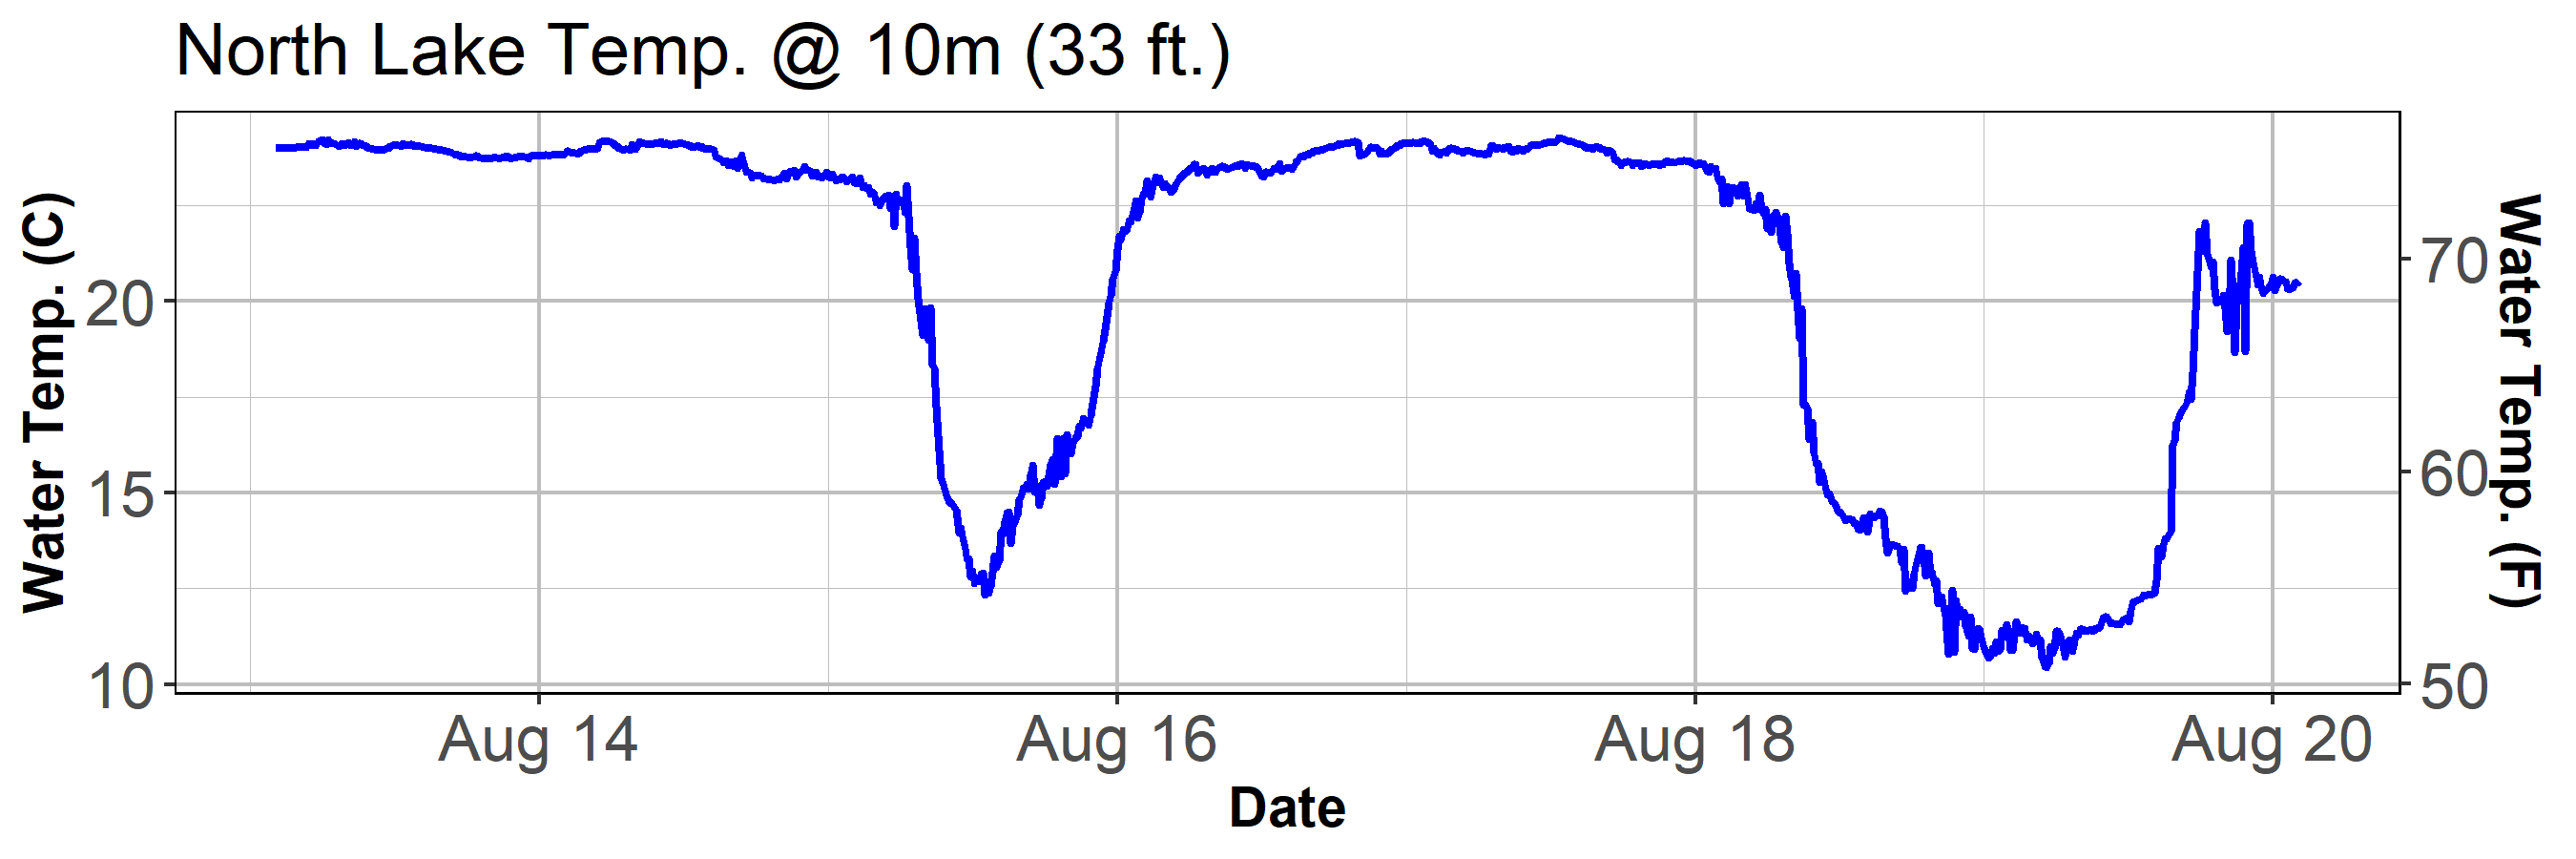 North Lake Temp. @ 10m (33 ft.)
Water Temp. (C)
20
15
10
70
60
50
Water Temp. (F)
Aug 14
Aug 16
Aug 18
Aug 20
Date